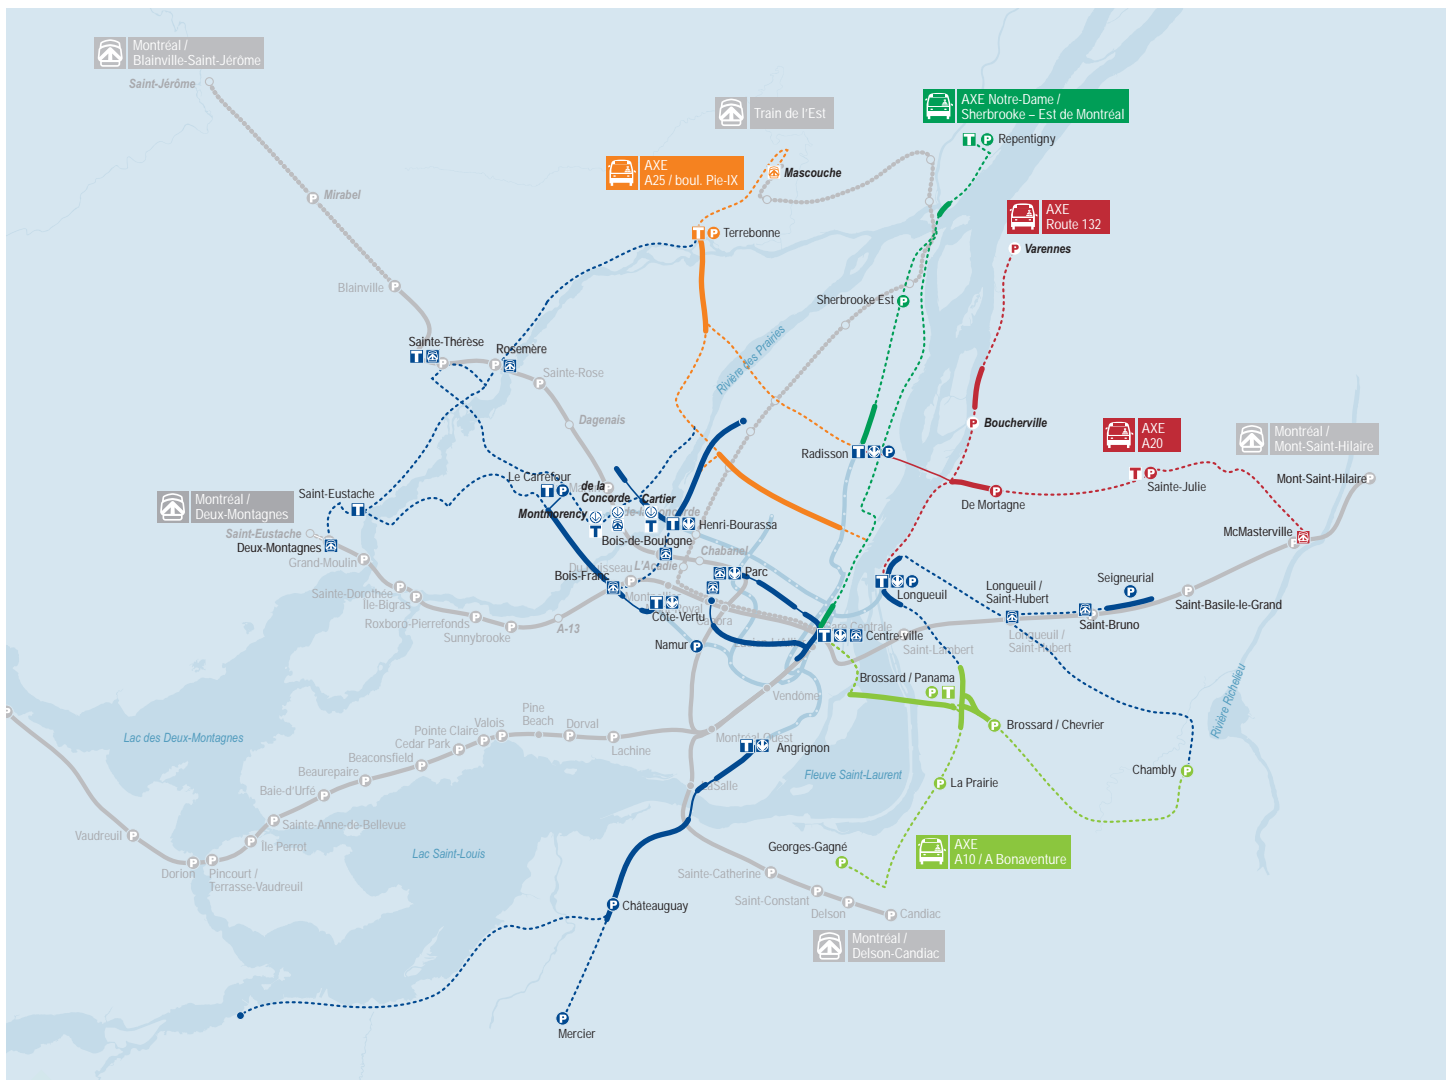 Montréal /
Blainville-Saint-Jérôme
Saint-Jérôme
Train de l'Est
AXE Notre-Dame /
Sherbrooke – Est de Montréal
Repentigny
AXE
A25 / boul. Pie-IX
Mascouche
Mirabel
AXE
Route 132
Terrebonne
Varennes
Blainville
Sherbrooke Est
Sainte-Thérèse
Rosemère
Rivière des Prairies
Sainte-Rose
Dagenais
Boucherville
AXE
A20
Montréal /
Mont-Saint-Hilaire
Radisson
Le Carrefour
Mont-Saint-Hilaire
Sainte-Julie
De Mortagne
Montréal /
Deux-Montagnes
Saint-Eustache
de la
Concorde
Cartier
Montmorency
Henri-Bourassa
Saint-Eustache
Deux-Montagnes
Bois-de-Boulogne
McMasterville
Chabanel
Grand-Moulin
L'Acadie
Bois-Franc
Parc
Longueuil
Longueuil /
Saint-Hubert
Seigneurial
Saint-Basile-le-Grand
Sainte-Dorothée
Île-Bigras
Roxboro-Pierrefonds
Sunnybrooke
A-13
Côte-Vertu
Saint-Bruno
Gare Centrale
Centre-ville
Longueuil /
Saint-Hubert
Namur
Saint-Lambert
Brossard / Panama
Vendôme
Rivière Richelieu
Brossard / Chevrier
Lac des Deux-Montagnes
Pointe Claire
Valois
Pine
Beach
Dorval
Cedar Park
Lachine
Montréal Ouest
Angrignon
Beaconsfield
Beaurepaire
Baie-d'Urfé
LaSalle
Fleuve Saint-Laurent
La Prairie
Chambly
Sainte-Anne-de-Bellevue
Vaudreuil
Île Perrot
Lac Saint-Louis
Georges-Gagné
AXE
A10 / A Bonaventure
Dorion
Pincourt /
Terrasse-Vaudreuil
Sainte-Catherine
Saint-Constant
Delson
Candiac
Châteauguay
Montréal /
Delson-Candiac
Mercier